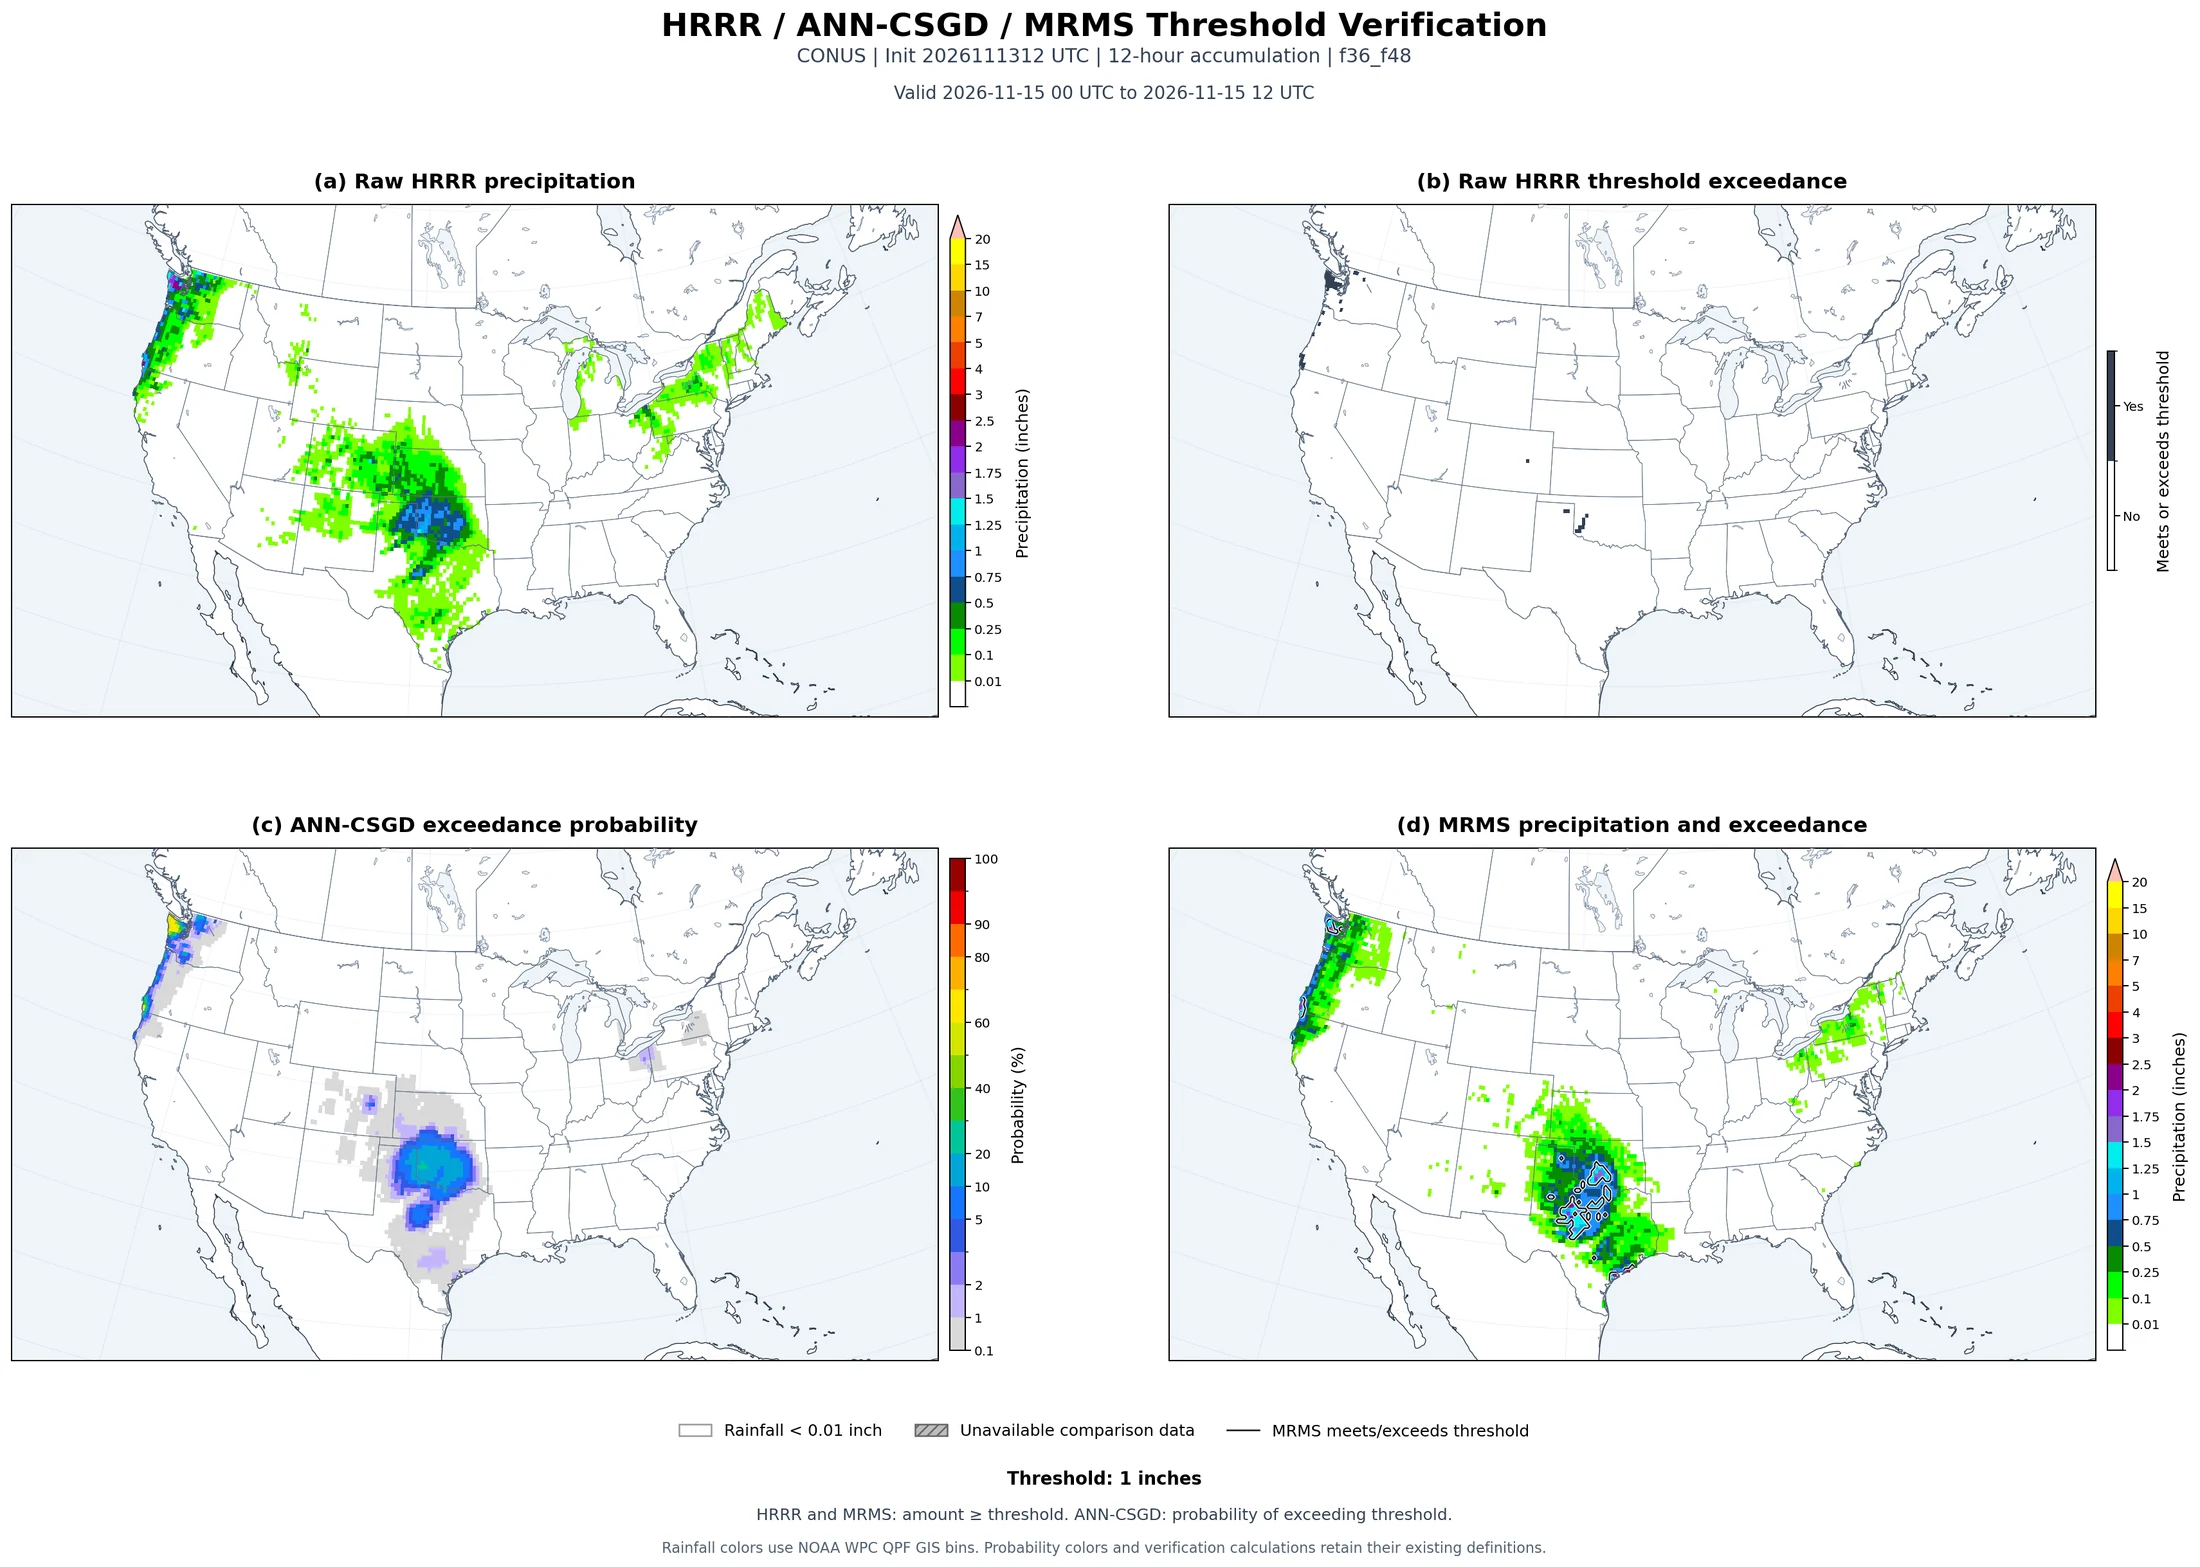 HRRR / ANN-CSGD / MRMS Threshold Verification
CONUS | Init 2026111312 UTC | 12-hour accumulation | f36_f48
Valid 2026-11-15 00 UTC to 2026-11-15 12 UTC
(a) Raw HRRR precipitation
20
15
10
7
5
4
3
2.5
2
1.75
1.5
1.25
1
0.75
0.5
0.25
0.1
0.01
Precipitation (inches)
(b) Raw HRRR threshold exceedance
Yes
No
Meets or exceeds threshold
(c) ANN-CSGD exceedance probability
100
90
80
60
40
20
10
5
2
1
0.1
Probability (%)
(d) MRMS precipitation and exceedance
20
15
10
7
5
4
3
2.5
2
1.75
1.5
1.25
1
0.75
0.5
0.25
0.1
0.01
Precipitation (inches)
Rainfall < 0.01 inch
Unavailable comparison data
MRMS meets/exceeds threshold
Threshold: 1 inches
HRRR and MRMS: amount ≥ threshold. ANN-CSGD: probability of exceeding threshold.
Rainfall colors use NOAA WPC QPF GIS bins. Probability colors and verification calculations retain their existing definitions.